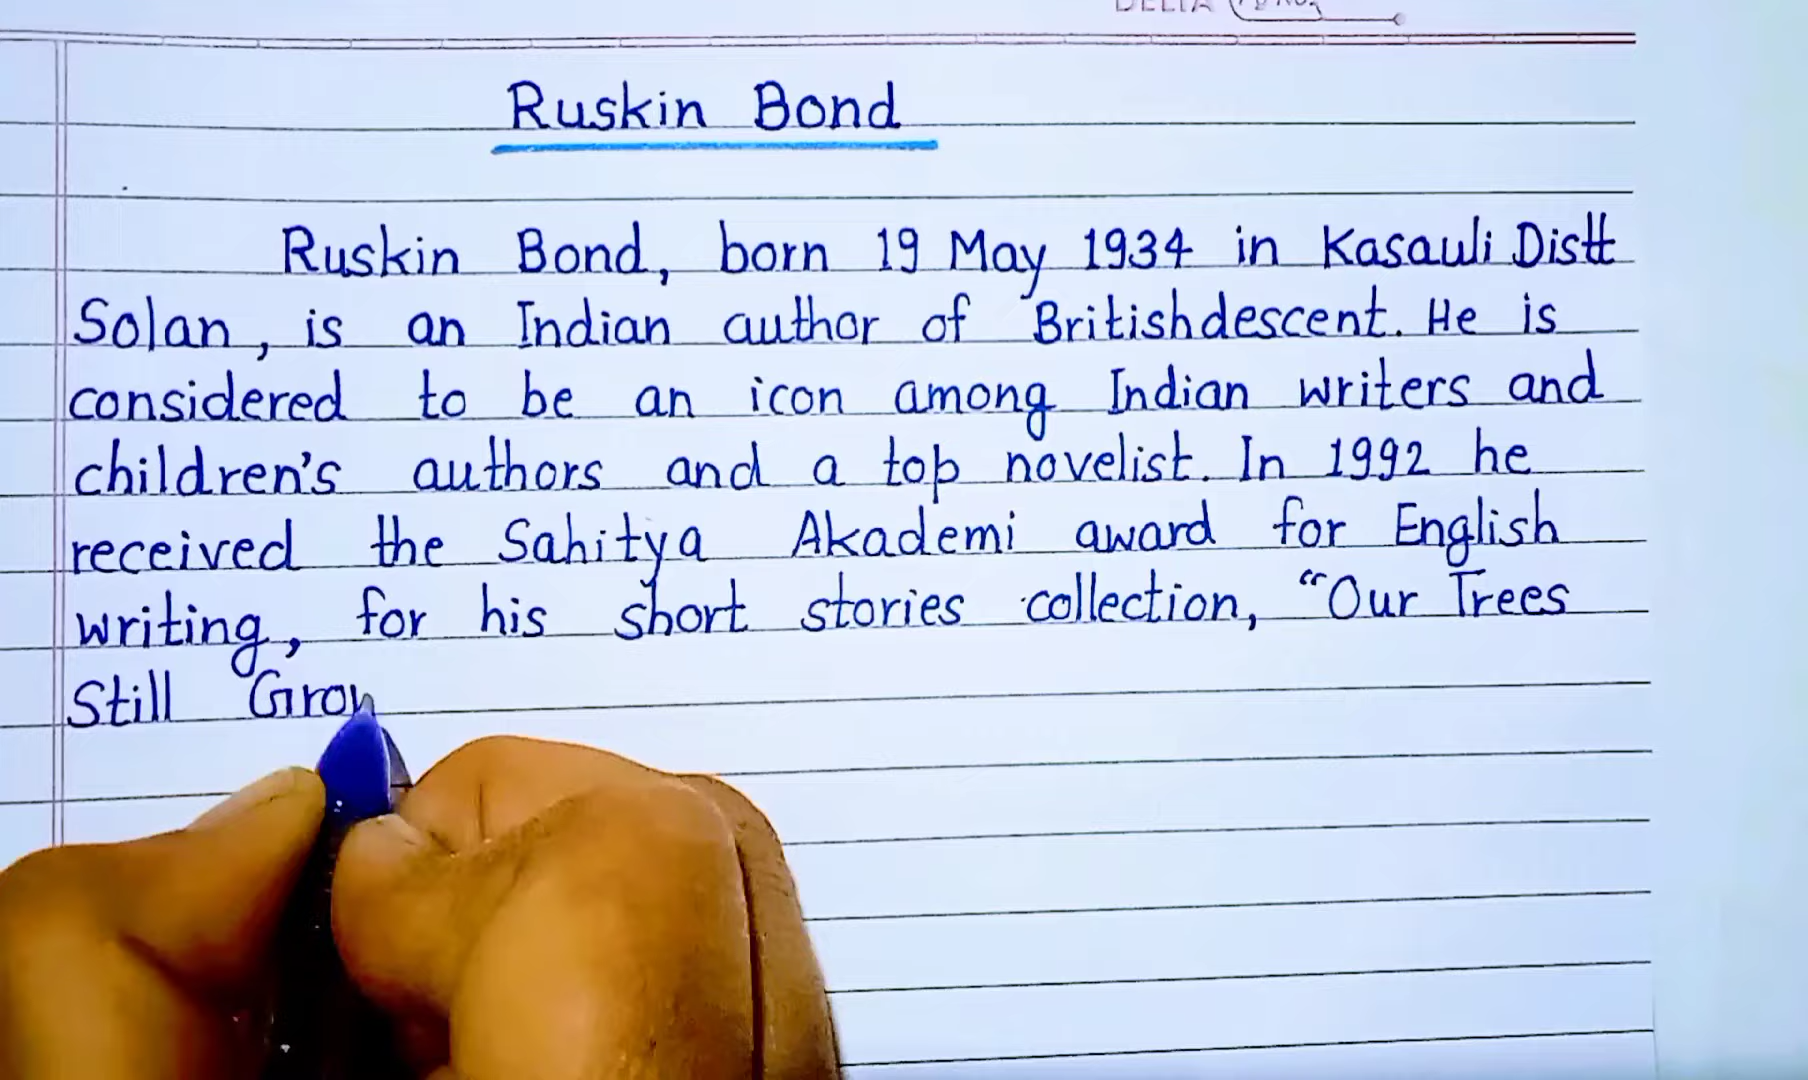 Ruskin Bond
Ruskin Bond, born 19 May 1934 in Kasauli Distt
Solan, is an Indian author of British descent. He is
considered to be an icon among Indian writers and
children's authors and a top novelist. In 1992 he
received the Sahitya Akademi award for English
writing, for his short stories collection, "Our Trees
Still Grow